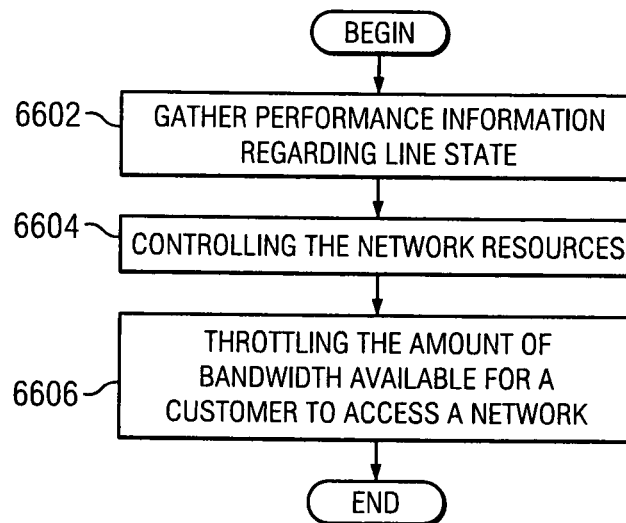 BEGIN
6602
GATHER PERFORMANCE INFORMATION
REGARDING LINE STATE
6604
CONTROLLING THE NETWORK RESOURCES
6606
THROTTLING THE AMOUNT OF
BANDWIDTH AVAILABLE FOR A
CUSTOMER TO ACCESS A NETWORK
END